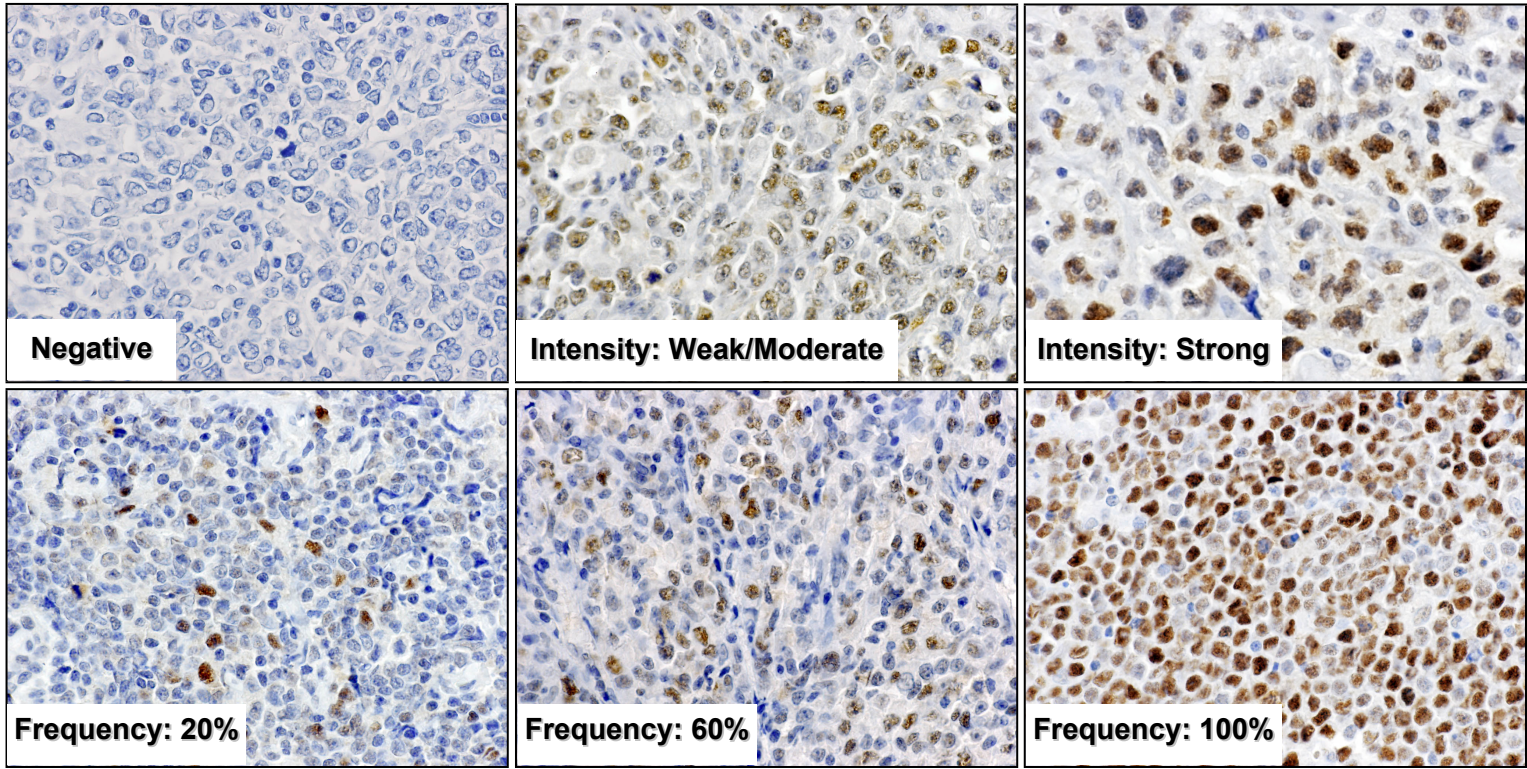 Negative
Intensity: Weak/Moderate
Intensity: Strong
Frequency: 20%
Frequency: 60%
Frequency: 100%